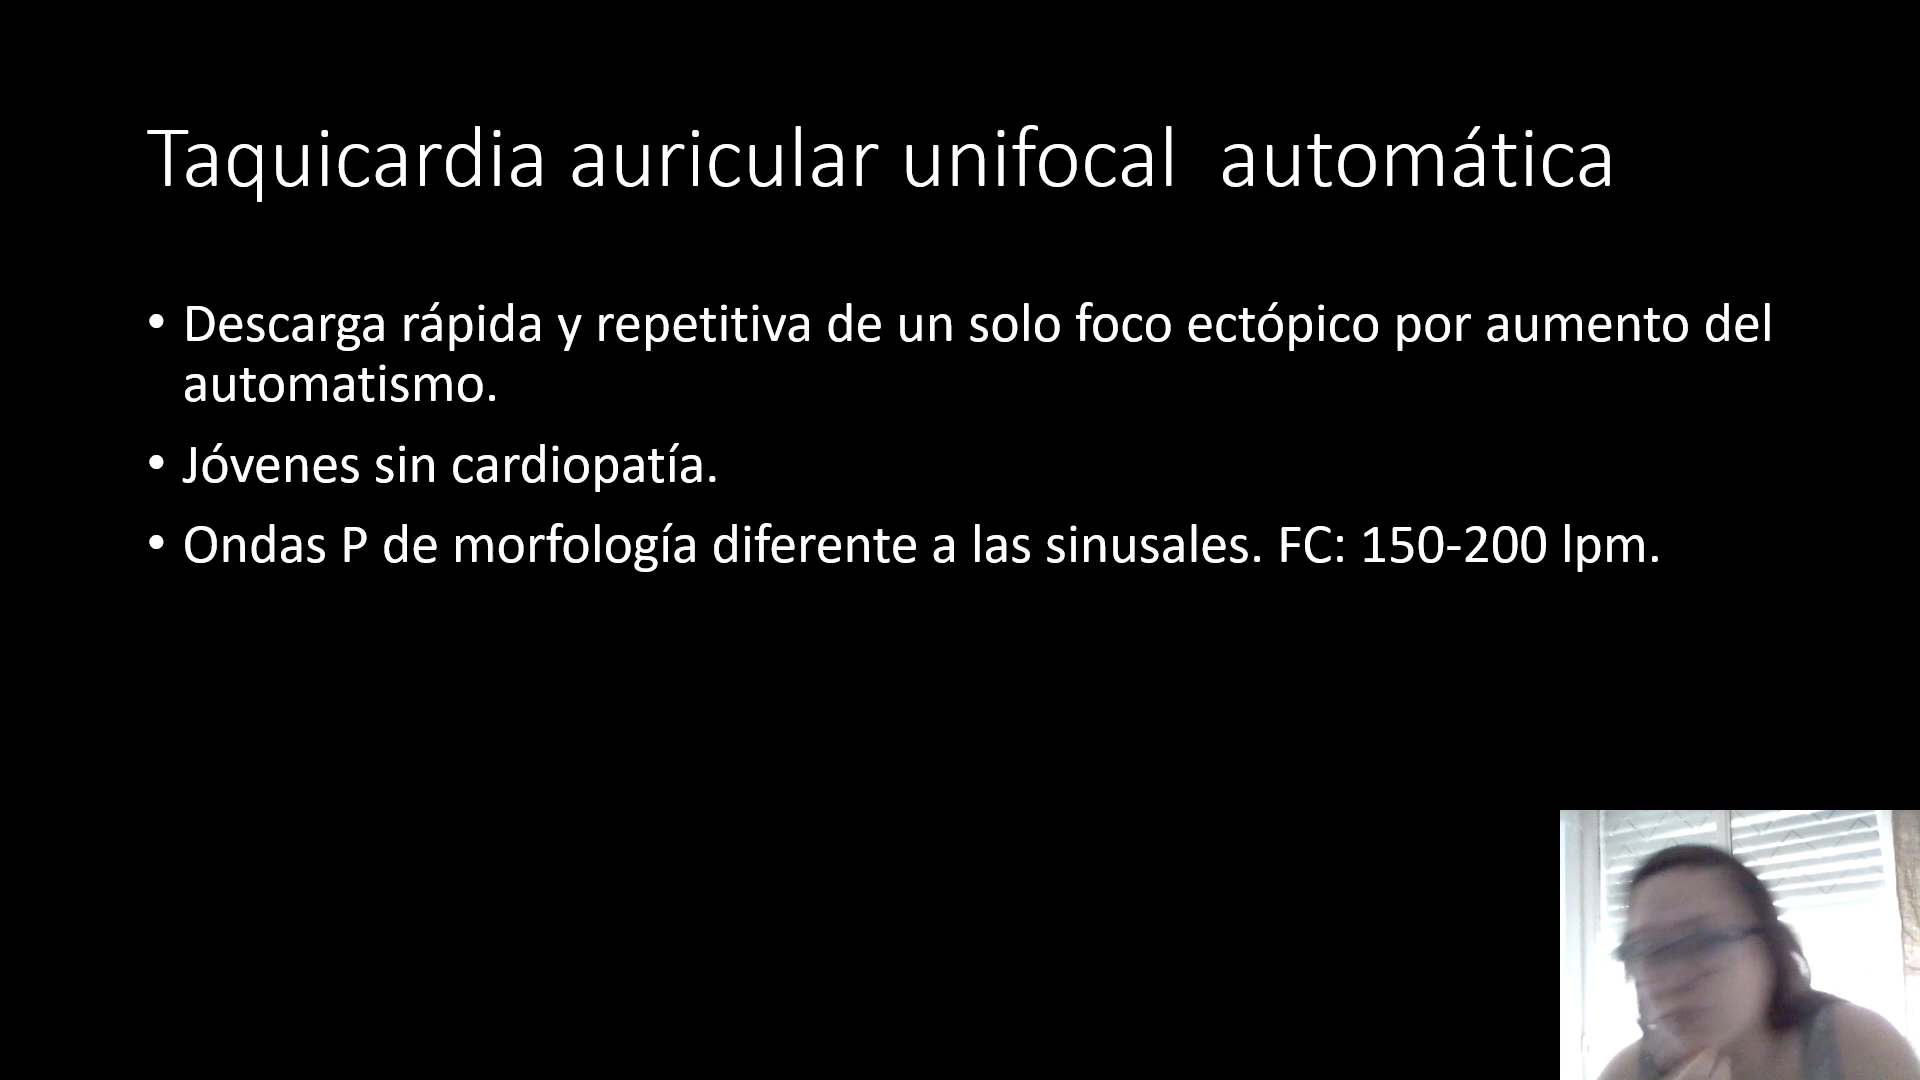 Taquicardia auricular unifocal  automática
• Descarga rápida y repetitiva de un solo foco ectópico por aumento del
automatismo.
• Jóvenes sin cardiopatía.
• Ondas P de morfología diferente a las sinusales. FC: 150-200 lpm.